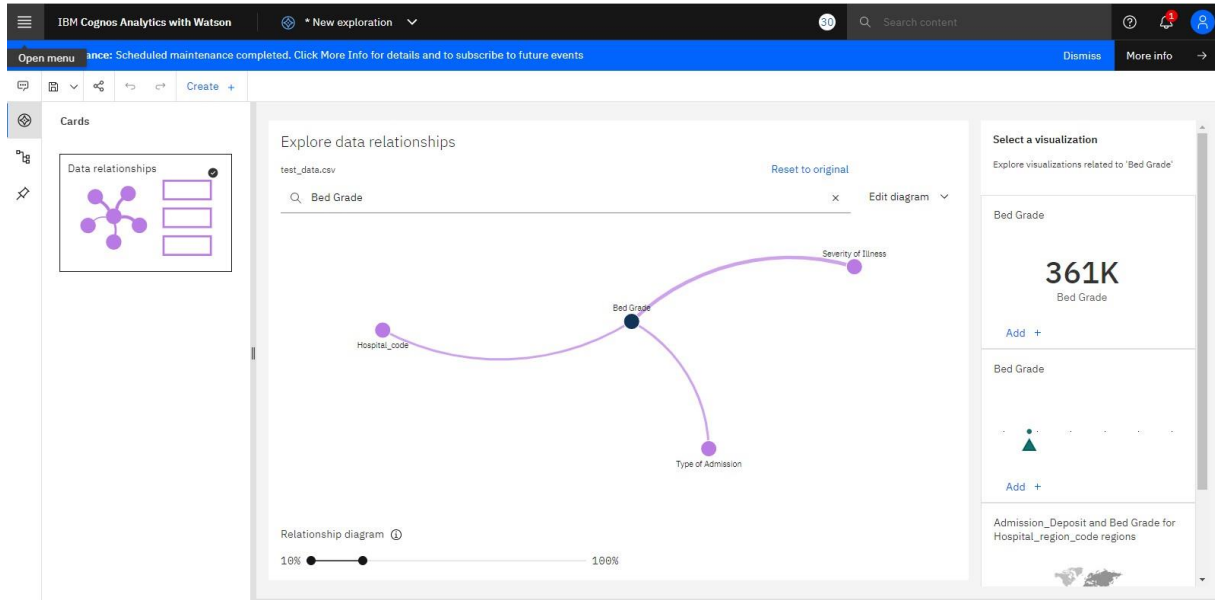 IBM Cognos Analytics with Watson
* New exploration
30
Search content
1
Open menu
ance: Scheduled maintenance completed. Click More Info for details and to subscribe to future events
Dismiss
More info
Create +
Cards
Data relationships
Explore data relationships
test_data.csv
Reset to original
Bed Grade
Edit diagram
Severity of Illness
Bed Grade
Hospital_code
Type of Admission
Relationship diagram
10%
100%
Select a visualization
Explore visualizations related to 'Bed Grade'
Bed Grade
361K
Bed Grade
Add +
Bed Grade
Add +
Admission_Deposit and Bed Grade for
Hospital_region_code regions